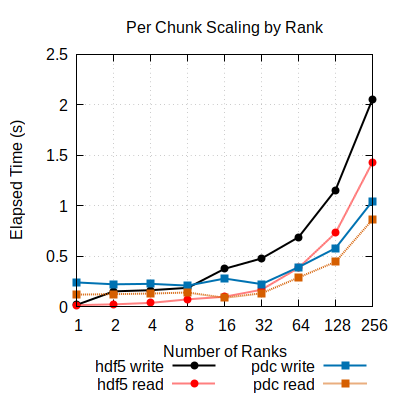 Per Chunk Scaling by Rank
2.5
2
1.5
1
0.5
0
Elapsed Time (s)
1 2 4 8 16 32 64 128 256
Number of Ranks
hdf5 write pdc write
hdf5 read pdc read